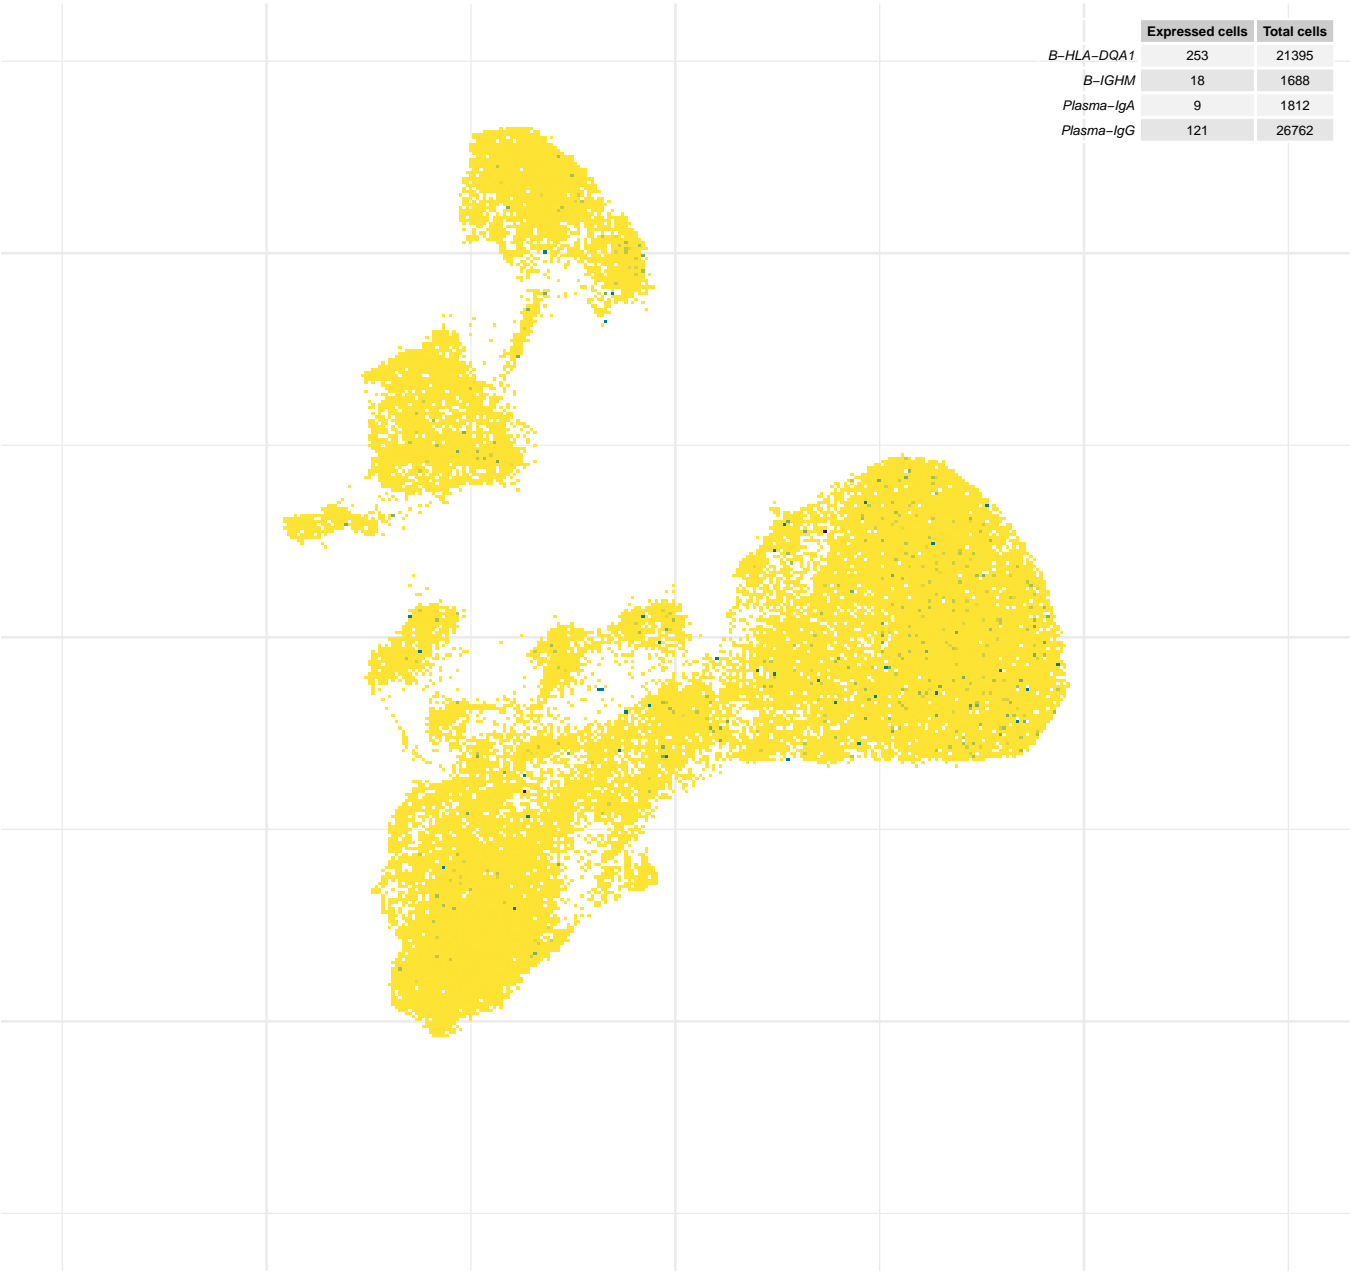 Expressed cells Total cells
B−HLA−DQA1 253 21395
B−IGHM 18 1688
Plasma−IgA 9 1812
Plasma−IgG 121 26762